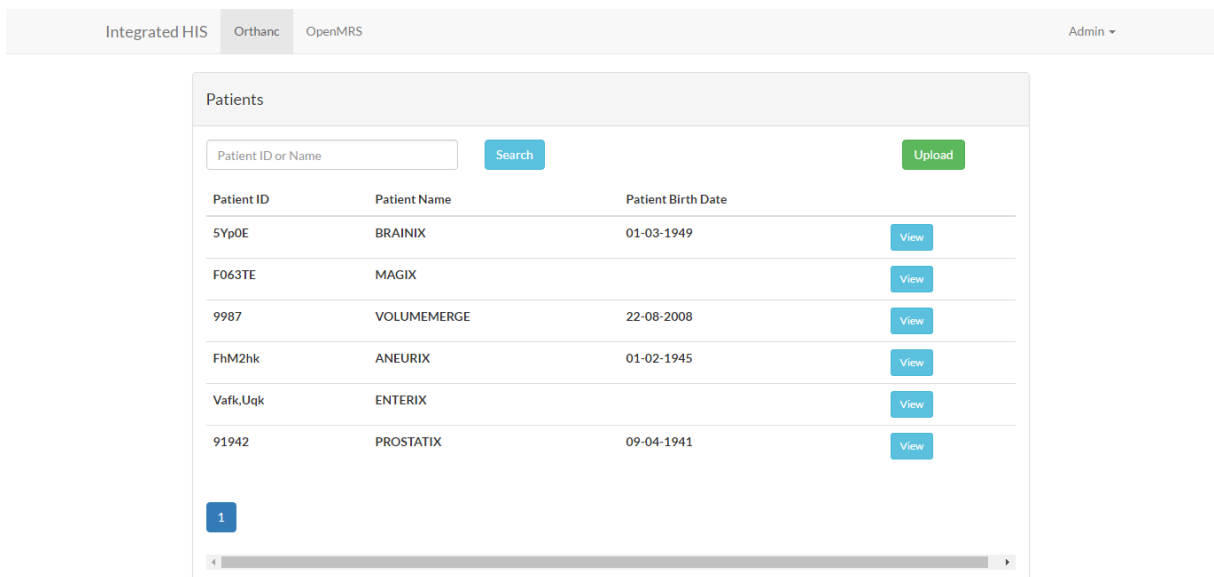 Integrated HIS Orthanc OpenMRS Admin
Patients
Patient ID or Name Search Upload
Patient ID Patient Name Patient Birth Date
5Yp0E BRAINIX 01-03-1949 View
F063TE MAGIX View
9987 VOLUMEMERGE 22-08-2008 View
FhM2hk ANEURIX 01-02-1945 View
Vafk,Uqk ENTERIX View
91942 PROSTATIX 09-04-1941 View
1